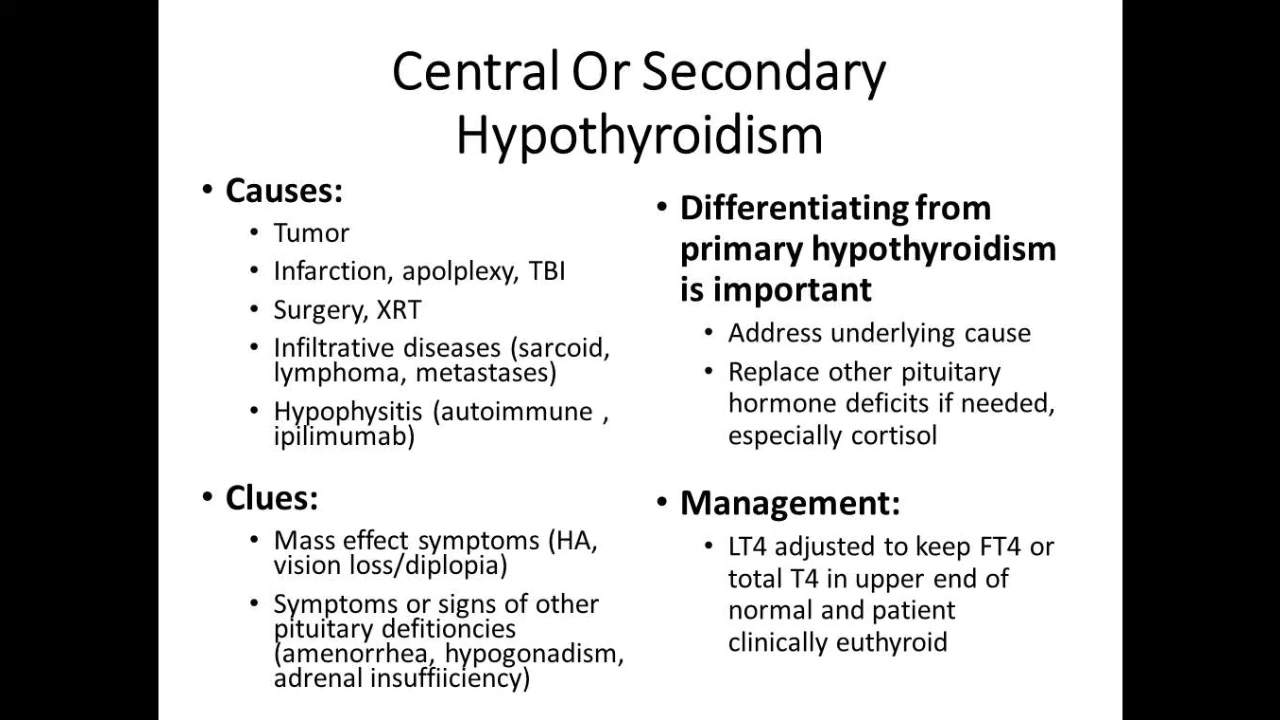 Central Or Secondary
Hypothyroidism
• Causes:
• Tumor
• Infarction, apolplexy, TBI
• Surgery, XRT
• Infiltrative diseases (sarcoid,
lymphoma, metastases)
• Hypophysitis (autoimmune ,
ipilimumab)
• Clues:
• Mass effect symptoms (HA,
vision loss/diplopia)
• Symptoms or signs of other
pituitary defitioncies
(amenorrhea, hypogonadism,
adrenal insuffiiciency)
• Differentiating from
primary hypothyroidism
is important
• Address underlying cause
• Replace other pituitary
hormone deficits if needed,
especially cortisol
• Management:
• LT4 adjusted to keep FT4 or
total T4 in upper end of
normal and patient
clinically euthyroid